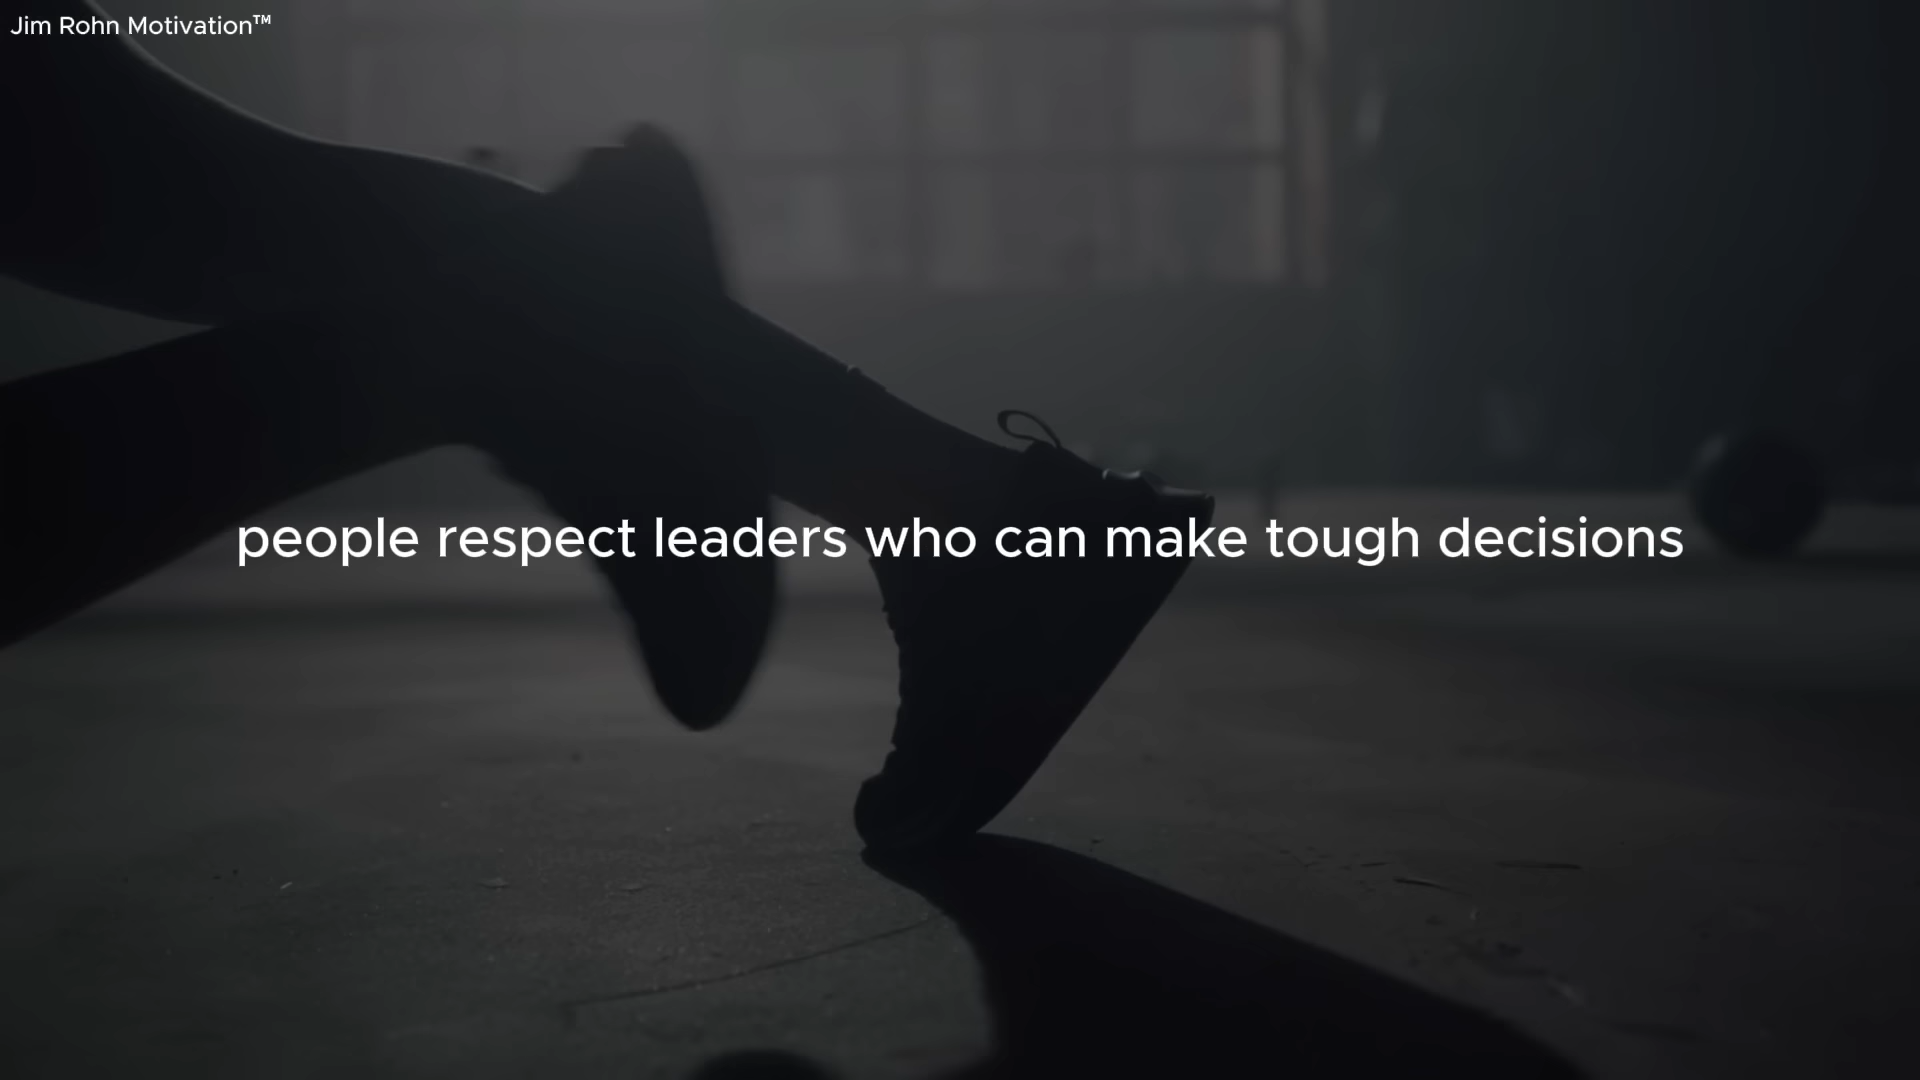 Jim Rohn Motivation™
people respect leaders who can make tough decisions